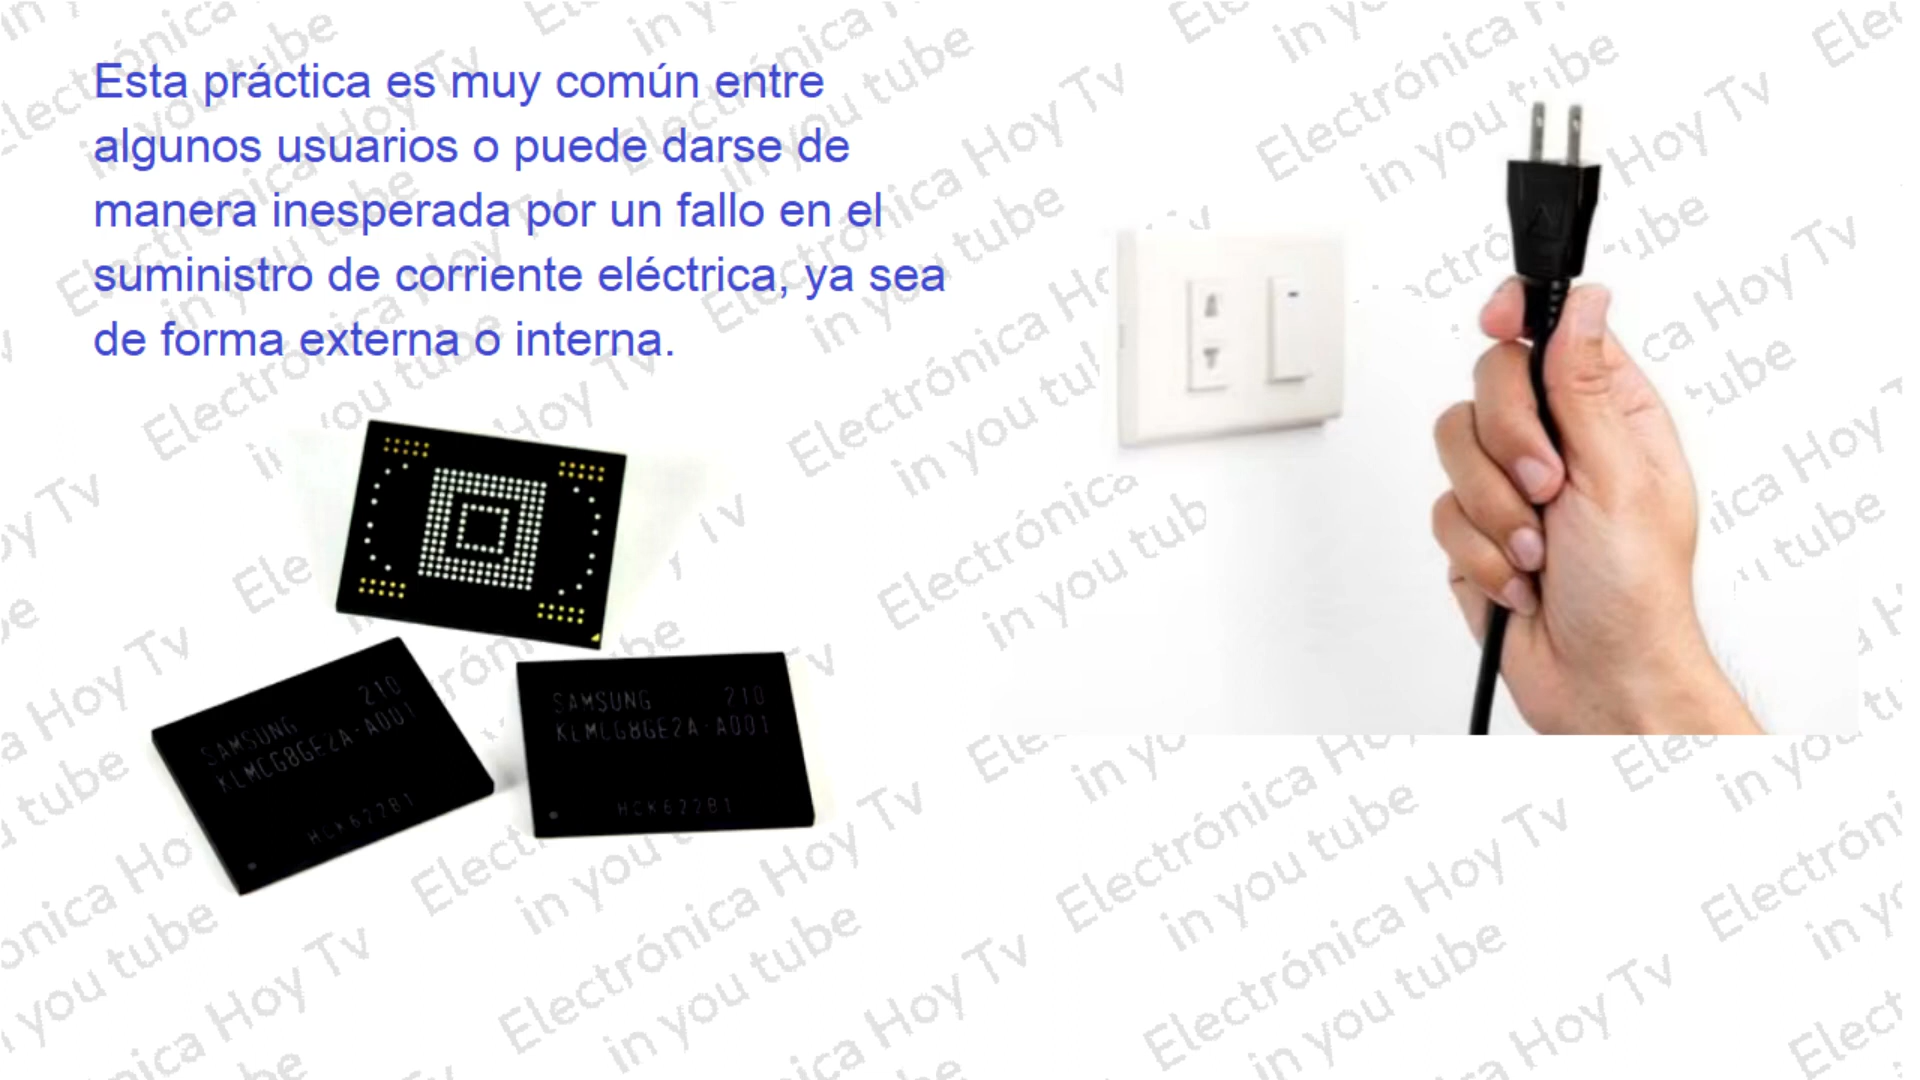 Esta práctica es muy común entre
algunos usuarios o puede darse de
manera inesperada por un fallo en el
suministro de corriente eléctrica, ya sea
de forma externa o interna.
SAMSUNG 210
KLMCG8GE2A-A001
HCK622B1
SAMSUNG 210
KLMCG8GE2A-A001
HCK622B1
Electrónica Hoy Tv
in you tube